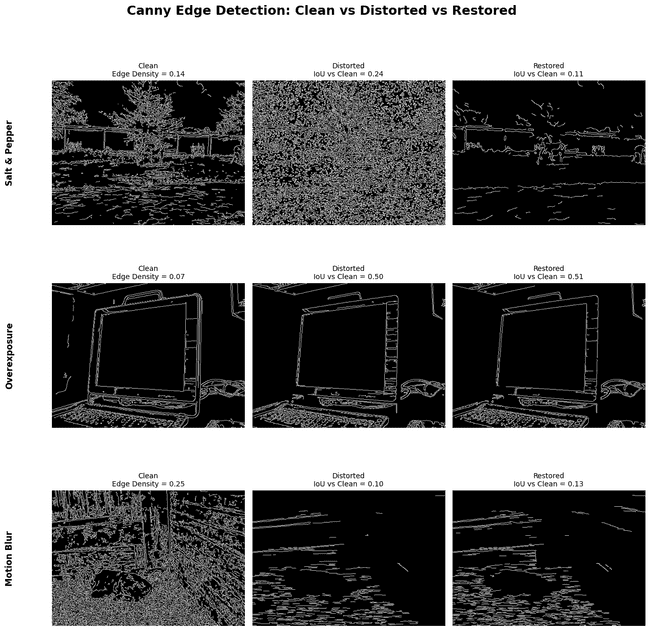 Canny Edge Detection: Clean vs Distorted vs Restored
Salt & Pepper
Clean
Edge Density = 0.14
Distorted
IoU vs Clean = 0.24
Restored
IoU vs Clean = 0.11
Overexposure
Clean
Edge Density = 0.07
Distorted
IoU vs Clean = 0.50
Restored
IoU vs Clean = 0.51
Motion Blur
Clean
Edge Density = 0.25
Distorted
IoU vs Clean = 0.10
Restored
IoU vs Clean = 0.13